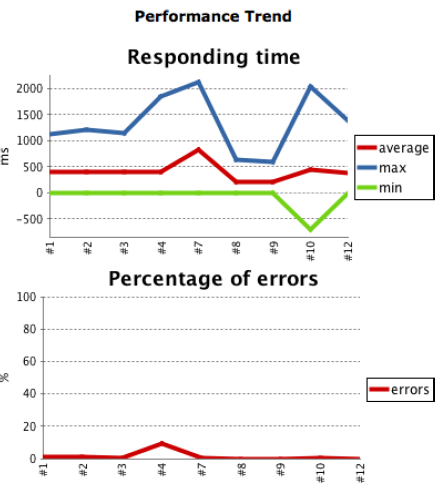 Performance Trend
Responding time
2000
1500
1000
500
0
-500
ms
#1 #2 #3 #4 #7 #8 #9 #10 #12
average
max
min
Percentage of errors
100
80
60
40
20
0
%
#1 #2 #3 #4 #7 #8 #9 #10 #12
errors